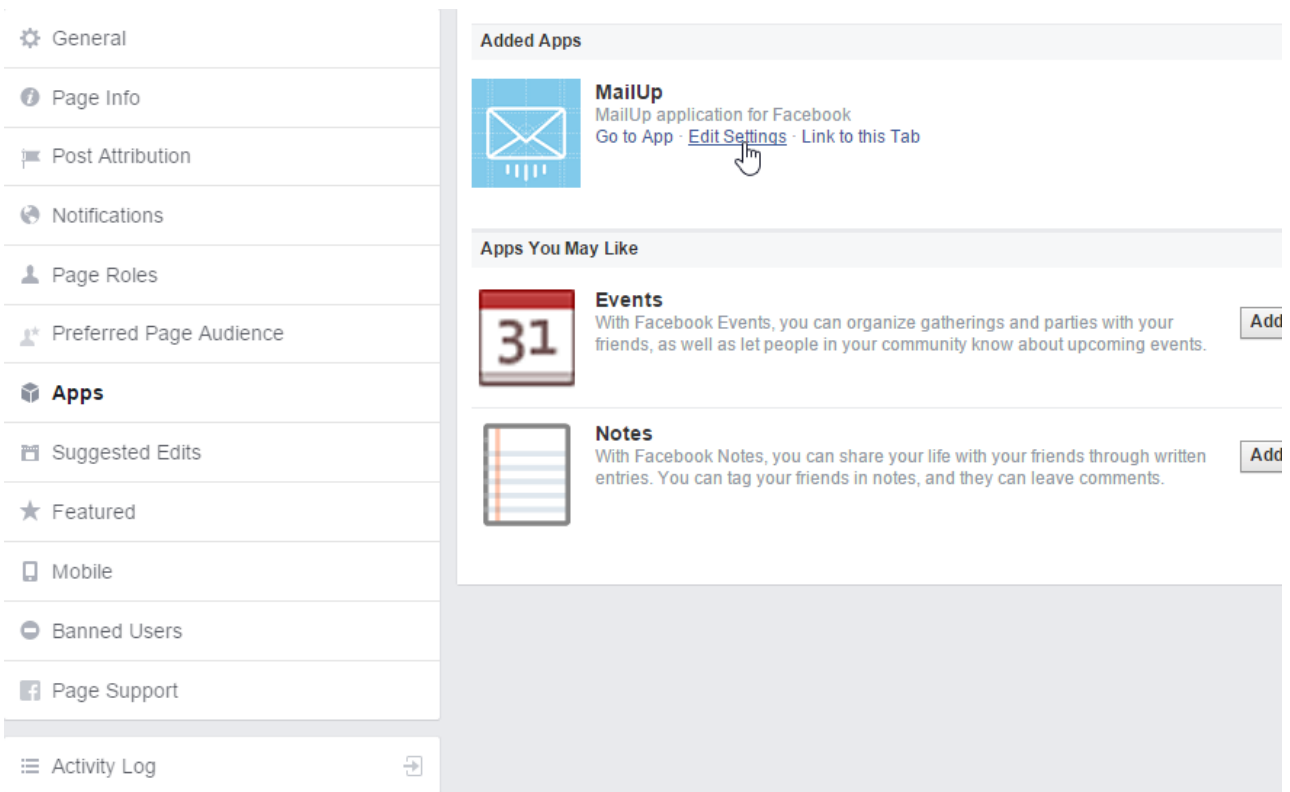 General
Page Info
Post Attribution
Notifications
Page Roles
Preferred Page Audience
Apps
Suggested Edits
Featured
Mobile
Banned Users
Page Support
Activity Log
Added Apps
MailUp
MailUp application for Facebook
Go to App · Edit Settings · Link to this Tab
Apps You May Like
31
Events
With Facebook Events, you can organize gatherings and parties with your
friends, as well as let people in your community know about upcoming events.
Add
Notes
With Facebook Notes, you can share your life with your friends through written
entries. You can tag your friends in notes, and they can leave comments.
Add